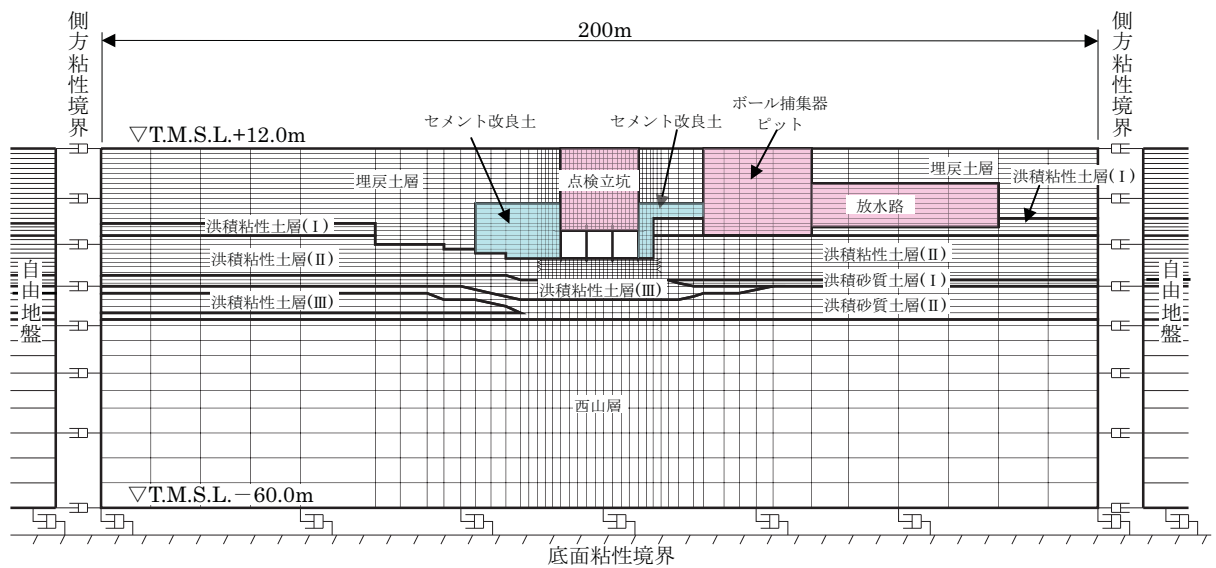 200m
側方粘性境界
側方粘性境界
ボール捕集器
ピット
セメント改良土
セメント改良土
▽T.M.S.L.+12.0m
埋戻土層
点検立坑
埋戻土層
洪積粘性土層(Ⅰ)
放水路
洪積粘性土層(Ⅰ)
洪積粘性土層(Ⅱ)
洪積粘性土層(Ⅱ)
洪積砂質土層(Ⅰ)
洪積粘性土層(Ⅲ)
洪積粘性土層(Ⅲ)
洪積砂質土層(Ⅱ)
自由地盤
自由地盤
西山層
▽T.M.S.L.－60.0m
底面粘性境界